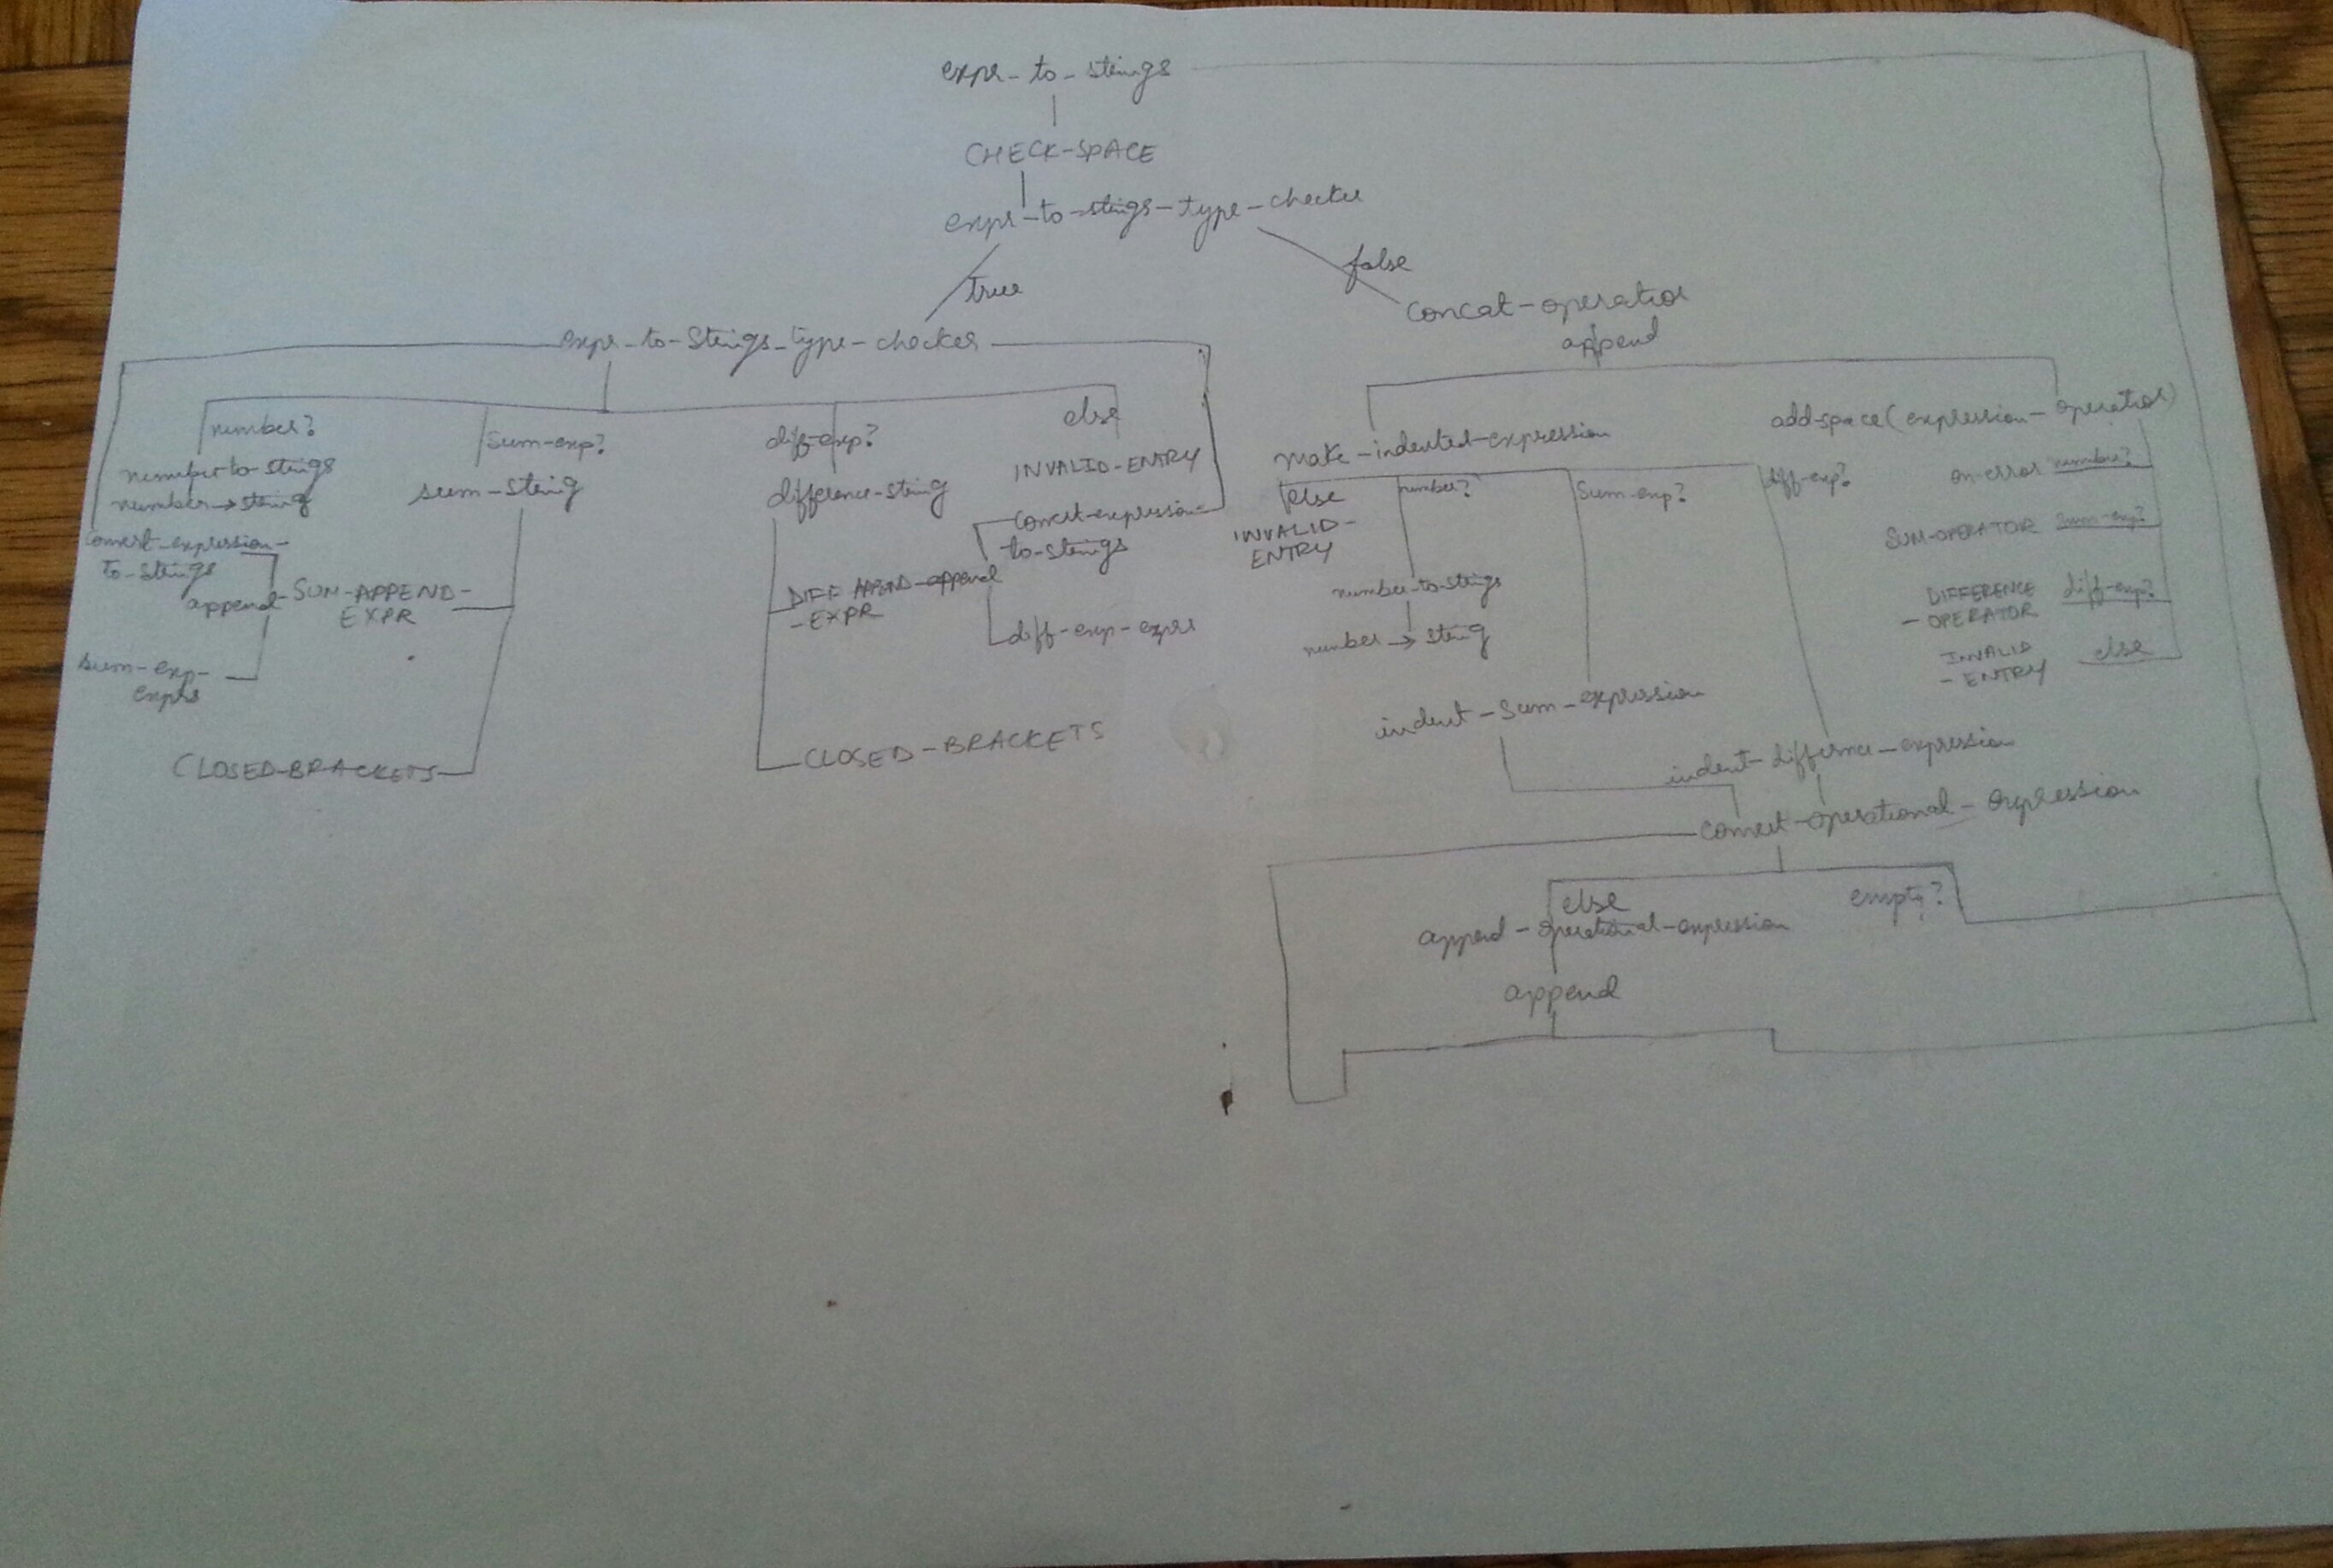 expr-to-strings
CHECK-SPACE
expr-to-strings-type-checker
true
false
expr-to-strings-type-checker
number?
number-to-strings
number→string
convert-expression-
to-strings
append
sum-exp-
exprs
Sum-exp?
sum-string
SUM-APPEND-
EXPR
CLOSED-BRACKETS
diff-exp?
difference-string
DIFF APPEND-append
-EXPR
CLOSED-BRACKETS
else
INVALID-ENTRY
-expression-
to-strings
diff-exp-exprs
concat-operation
append
make-indented-expression
else
INVALID-
ENTRY
number?
number-to-strings
number→string
Sum-exp?
indent-sum-expression
diff-exp?
indent-difference-expression
convert-operational-expression
else
append-operational-expression
append
empty?
add-space(expression-operation)
on-error number?
SUM-OPERATOR sum-exp?
DIFFERENCE diff-exp?
-OPERATOR
INVALID else
-ENTRY